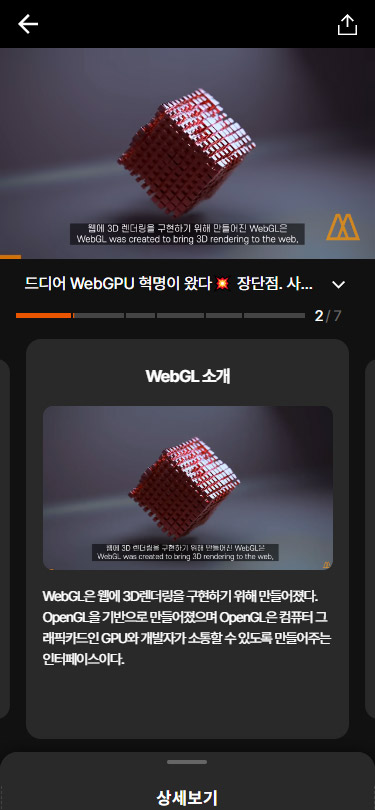 웹에 3D 렌더링을 구현하기 위해 만들어진 WebGL은
WebGL was created to bring 3D rendering to the web,
드디어 WebGPU 혁명이 왔다 💥 장단점. 사...
2 / 7
WebGL 소개
웹에 3D 렌더링을 구현하기 위해 만들어진 WebGL은
WebGL was created to bring 3D rendering to the web,
WebGL은 웹에 3D렌더링을 구현하기 위해 만들어졌다.
OpenGL을 기반으로 만들어졌으며 OpenGL은 컴퓨터 그
래픽카드인 GPU와 개발자가 소통할 수 있도록 만들어주는
인터페이스이다.
상세보기